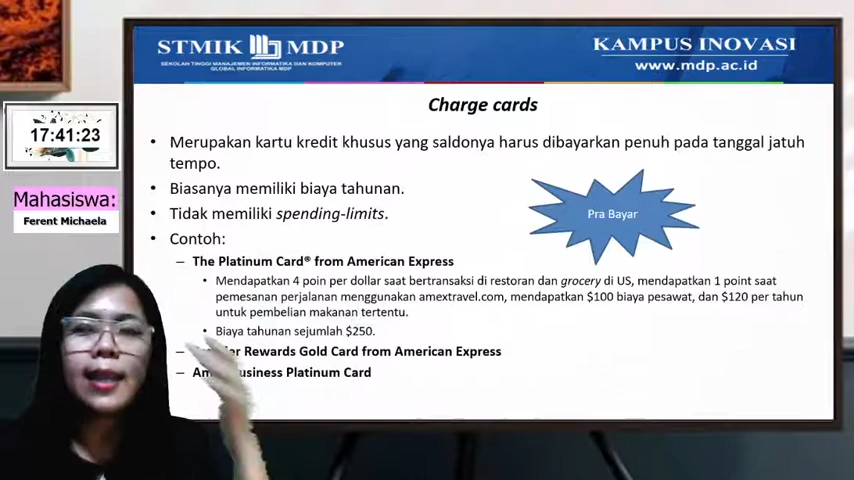 STMIK MDP
SEKOLAH TINGGI MANAJEMEN INFORMATIKA DAN KOMPUTER
GLOBAL INFORMATIKA MDP
KAMPUS INOVASI
www.mdp.ac.id
17:41:23
Mahasiswa:
Ferent Michaela
Charge cards
• Merupakan kartu kredit khusus yang saldonya harus dibayarkan penuh pada tanggal jatuh
tempo.
• Biasanya memiliki biaya tahunan.
• Tidak memiliki spending-limits.
Pra Bayar
• Contoh:
– The Platinum Card® from American Express
• Mendapatkan 4 poin per dollar saat bertransaksi di restoran dan grocery di US, mendapatkan 1 point saat
pemesanan perjalanan menggunakan amextravel.com, mendapatkan $100 biaya pesawat, dan $120 per tahun
untuk pembelian makanan tertentu.
• Biaya tahunan sejumlah $250.
– Rewards Gold Card from American Express
– Business Platinum Card